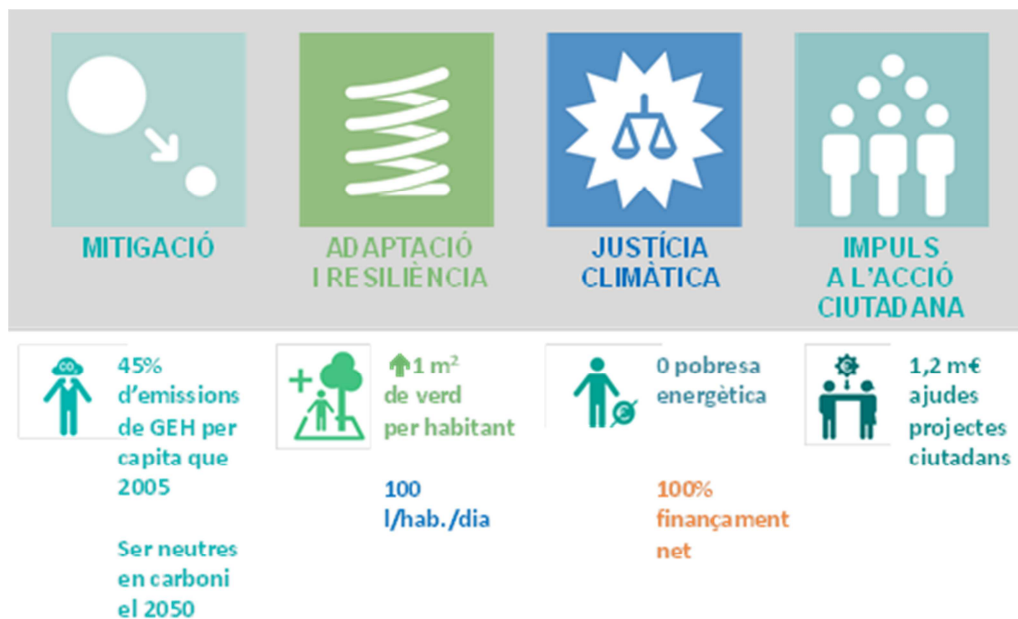 MITIGACIÓ
ADAPTACIÓ
I RESILIÈNCIA
JUSTÍCIA
CLIMÀTICA
IMPULS
A L'ACCIÓ
CIUTADANA
CO₂
45%
d'emissions
de GEH per
capita que
2005
Ser neutres
en carboni
el 2050
1 m²
de verd
per habitant
100
l/hab./dia
0 pobresa
energètica
100%
finançament
net
1,2 m€
ajudes
projectes
ciutadans